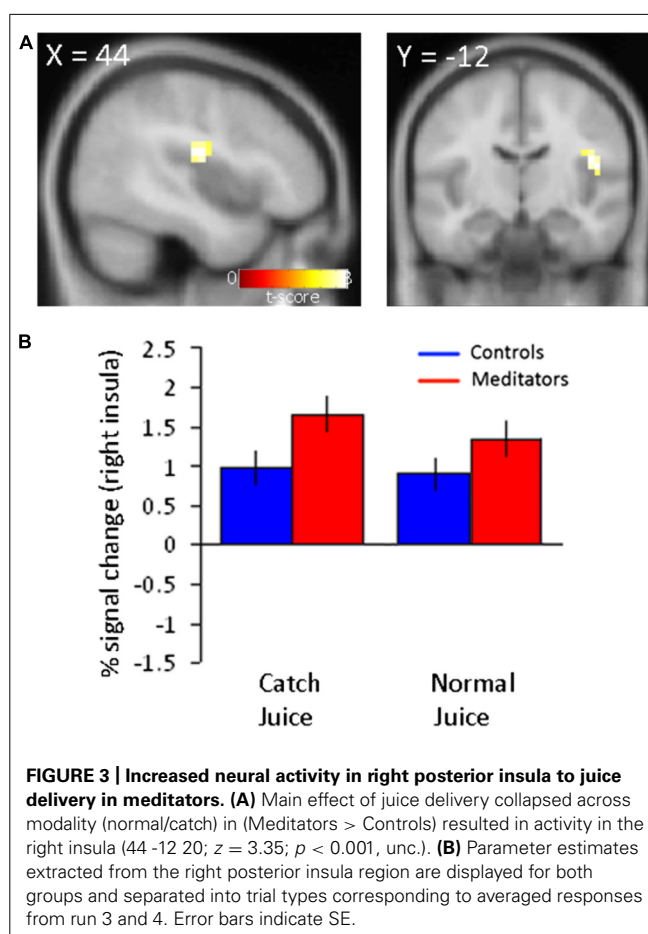 A
X = 44
Y = -12
0
3
t-score
B
% signal change (right insula)
2.5
2
1.5
1
0.5
0
-0.5
-1
-1.5
Controls
Meditators
Catch
Juice
Normal
Juice
FIGURE 3 | Increased neural activity in right posterior insula to juice
delivery in meditators. (A) Main effect of juice delivery collapsed across
modality (normal/catch) in (Meditators > Controls) resulted in activity in the
right insula (44 -12 20; z = 3.35; p < 0.001, unc.). (B) Parameter estimates
extracted from the right posterior insula region are displayed for both
groups and separated into trial types corresponding to averaged responses
from run 3 and 4. Error bars indicate SE.